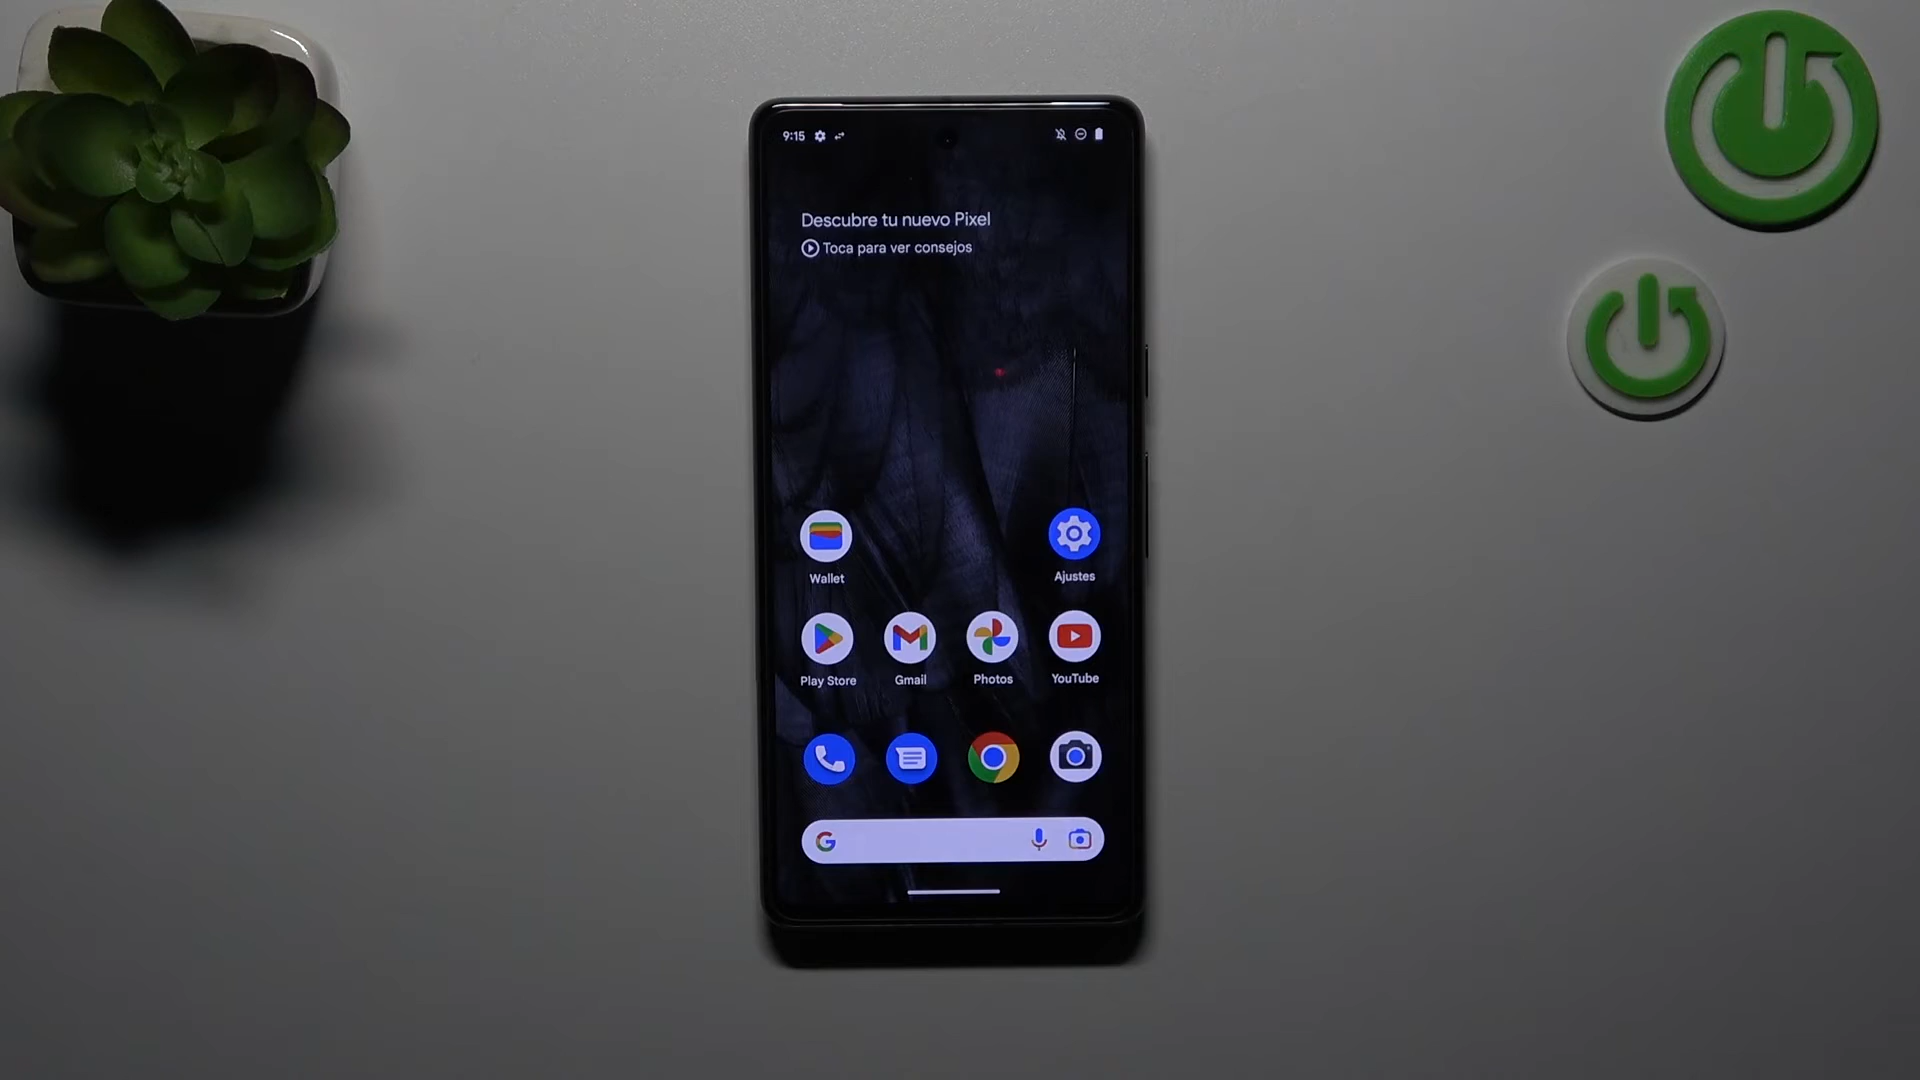 9:15
Descubre tu nuevo Pixel
Toca para ver consejos
Wallet
Ajustes
Play Store
Gmail
Photos
YouTube